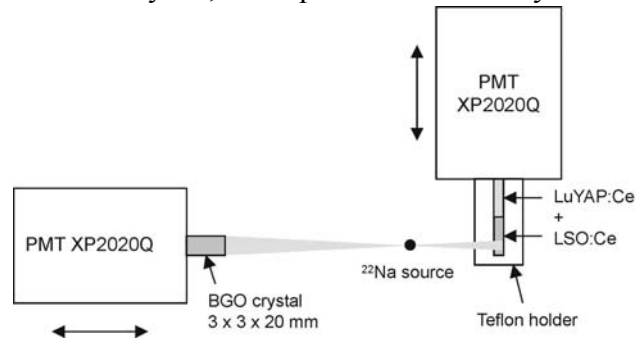 PMT
XP2020Q
LuYAP:Ce
+
LSO:Ce
PMT XP2020Q
²²Na source
BGO crystal
3 x 3 x 20 mm
Teflon holder